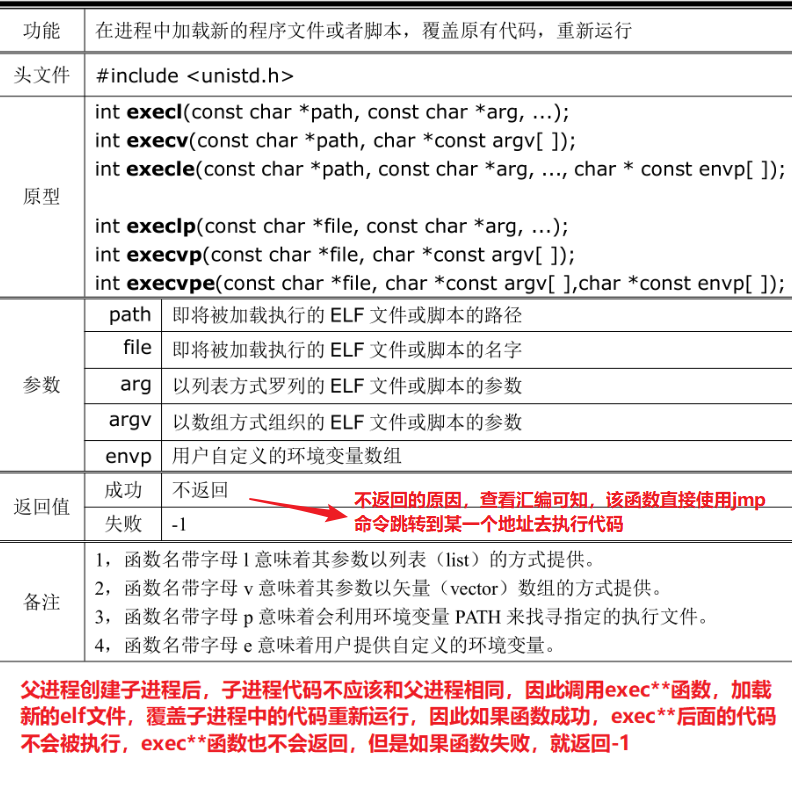 功能 在进程中加载新的程序文件或者脚本，覆盖原有代码，重新运行
头文件 #include <unistd.h>
原型
int execl(const char *path, const char *arg, ...);
int execv(const char *path, char *const argv[ ]);
int execle(const char *path, const char *arg, ..., char * const envp[ ]);
int execlp(const char *file, const char *arg, ...);
int execvp(const char *file, char *const argv[ ]);
int execvpe(const char *file, char *const argv[ ],char *const envp[ ]);
参数
path 即将被加载执行的 ELF 文件或脚本的路径
file 即将被加载执行的 ELF 文件或脚本的名字
arg 以列表方式罗列的 ELF 文件或脚本的参数
argv 以数组方式组织的 ELF 文件或脚本的参数
envp 用户自定义的环境变量数组
返回值
成功 不返回
失败 -1
不返回的原因，查看汇编可知，该函数直接使用jmp
命令跳转到某一个地址去执行代码
备注
1，函数名带字母 l 意味着其参数以列表（list）的方式提供。
2，函数名带字母 v 意味着其参数以矢量（vector）数组的方式提供。
3，函数名带字母 p 意味着会利用环境变量 PATH 来找寻指定的执行文件。
4，函数名带字母 e 意味着用户提供自定义的环境变量。
父进程创建子进程后，子进程代码不应该和父进程相同，因此调用exec**函数，加载
新的elf文件，覆盖子进程中的代码重新运行，因此如果函数成功，exec**后面的代码
不会被执行，exec**函数也不会返回，但是如果函数失败，就返回-1